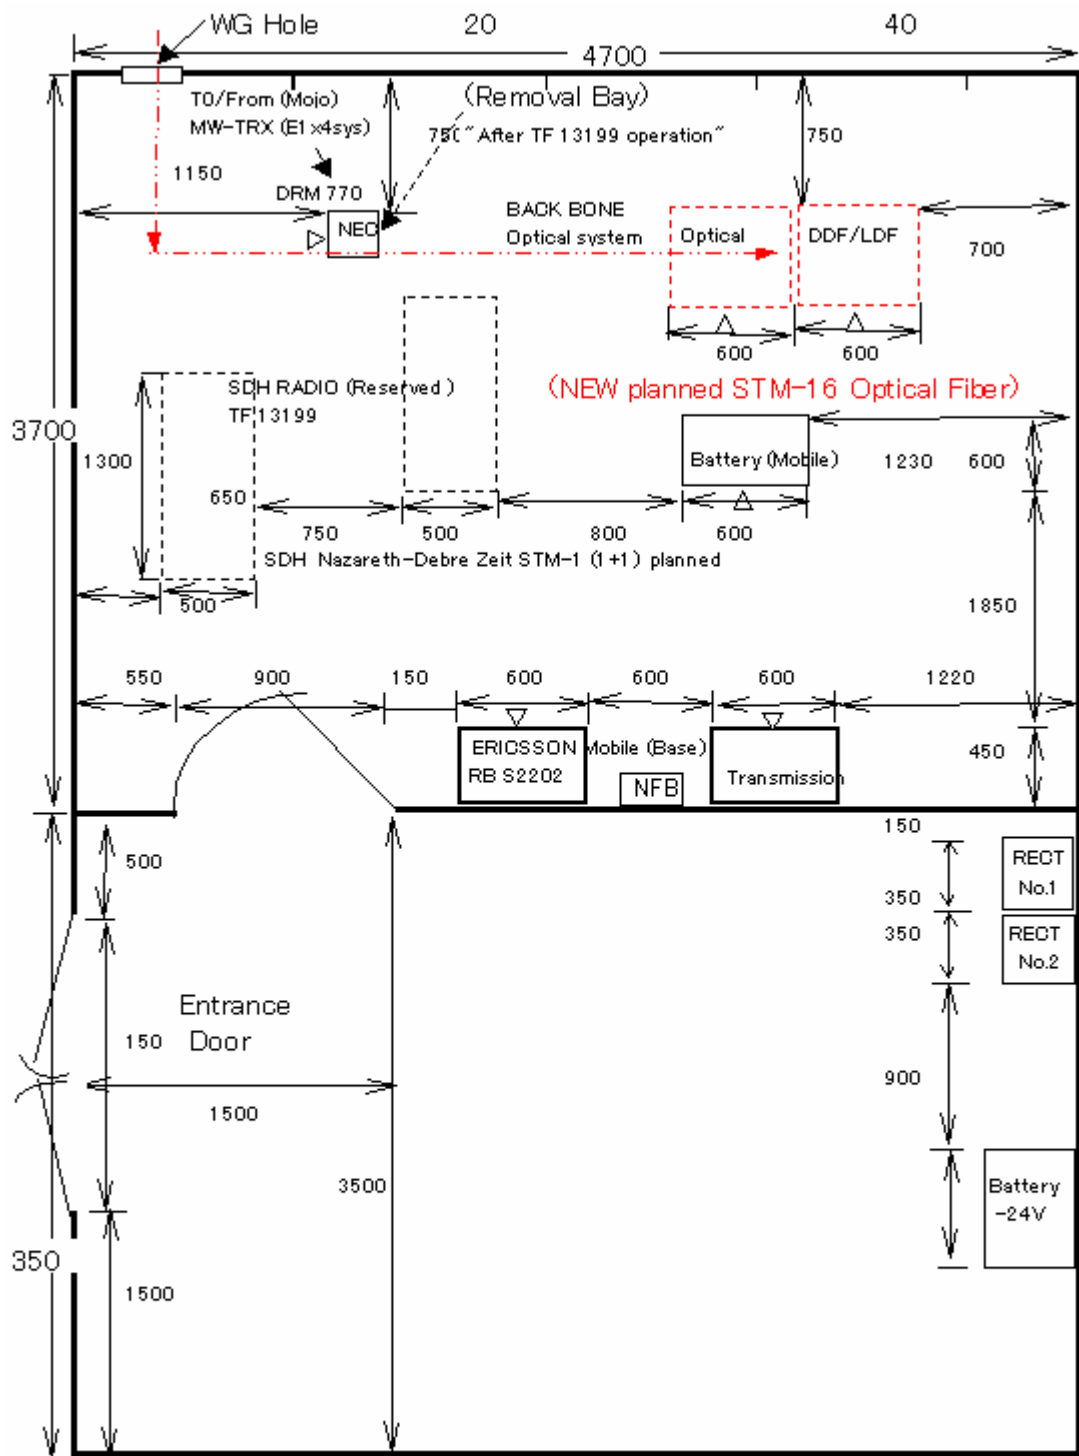 WG Hole
20
40
4700
T0/From (Mojo)
MW-TRX (E1x4sys)
(Removal Bay)
750
"After TF 13199 operation"
750
1150
DRM 770
NEC
BACK BONE
Optical system
Optical
DDF/LDF
700
600
600
SDH RADIO (Reserved )
TF 13199
(NEW planned STM-16 Optical Fiber)
3700
1300
650
Battery (Mobile)
1230
600
750
500
800
600
SDH Nazareth-Debre Zeit STM-1 (1+1) planned
500
1850
550
900
150
600
600
600
1220
ERICSSON
RB S2202
Mobile (Base)
NFB
Transmission
450
150
500
350
RECT
No.1
350
RECT
No.2
Entrance
Door
150
900
1500
3500
Battery
-24V
350
1500